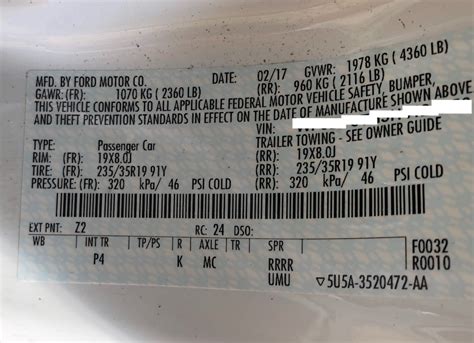 MFD. BY FORD MOTOR CO. DATE: 02/17 GVWR: 1978 KG ( 4360 LB)
GAWR: (FR): 1070 KG ( 2360 LB) (RR): 960 KG ( 2116 LB)
THIS VEHICLE CONFORMS TO ALL APPLICABLE FEDERAL MOTOR VEHICLE SAFETY, BUMPER,
AND THEFT PREVENTION STANDARDS IN EFFECT ON THE DATE OF MANUFACTURE SHOWN ABOVE
VIN:
TYPE: Passenger Car TRAILER TOWING - SEE OWNER GUIDE
RIM: (FR): 19X8.0J (RR): 19X8.0J
TIRE: (FR): 235/35R19 91Y (RR): 235/35R19 91Y
PRESSURE: (FR): 320 kPa/ 46 PSI COLD (RR): 320 kPa/ 46 PSI COLD
EXT PNT: Z2 RC: 24 DSO:
WB INT TR TP/PS R AXLE TR SPR F0032
P4 K MC RRRR R0010
UMU ▽5U5A-3520472-AA